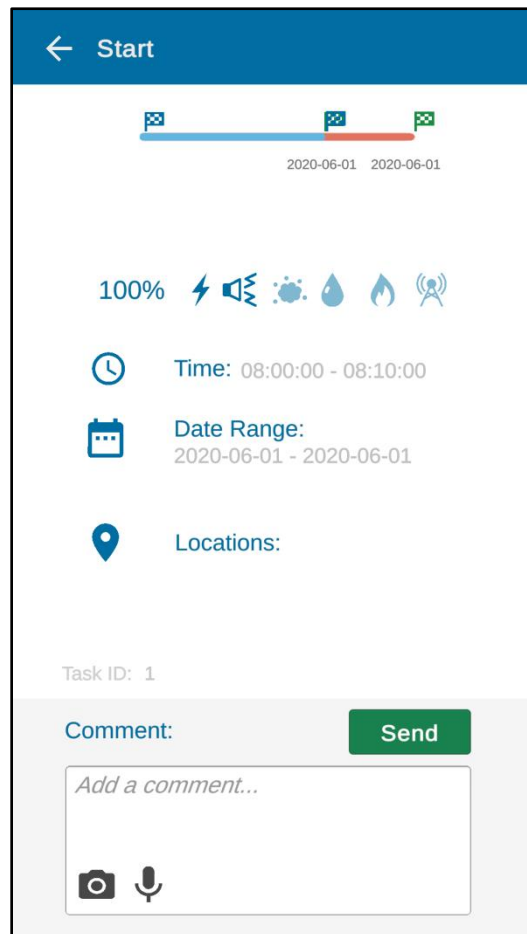 Start
2020-06-01 2020-06-01
100%
Time: 08:00:00 - 08:10:00
Date Range:
2020-06-01 - 2020-06-01
Locations:
Task ID: 1
Comment:
Send
Add a comment...